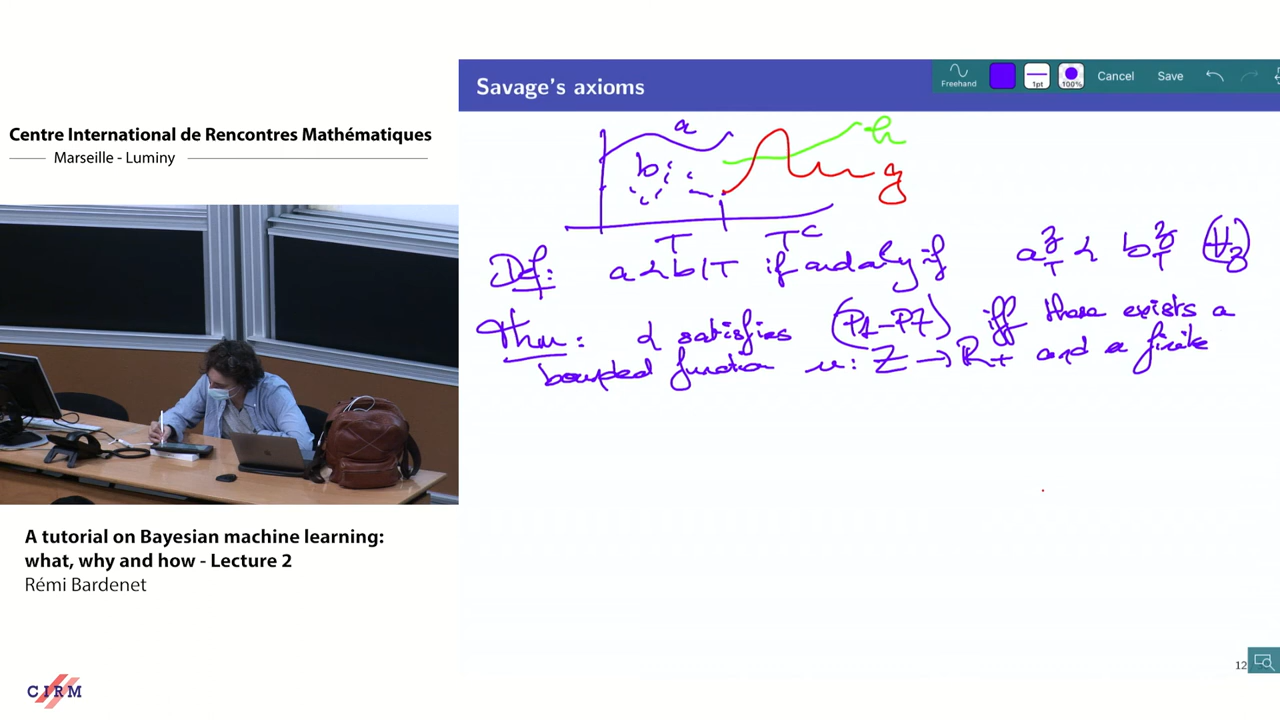 Centre International de Rencontres Mathématiques
Marseille - Luminy
A tutorial on Bayesian machine learning:
what, why and how - Lecture 2
Rémi Bardenet
CIRM
Savage's axioms
Freehand
1pt
100%
Cancel
Save
a
h
b
g
T T^c
Def: a ≺ b | T if and only if a_T^z ≺ b_T^z (∀z)
Thm: ≺ satisfies (P1-P7) iff there exists a
bounded function u: Z → R+ and a finite
12